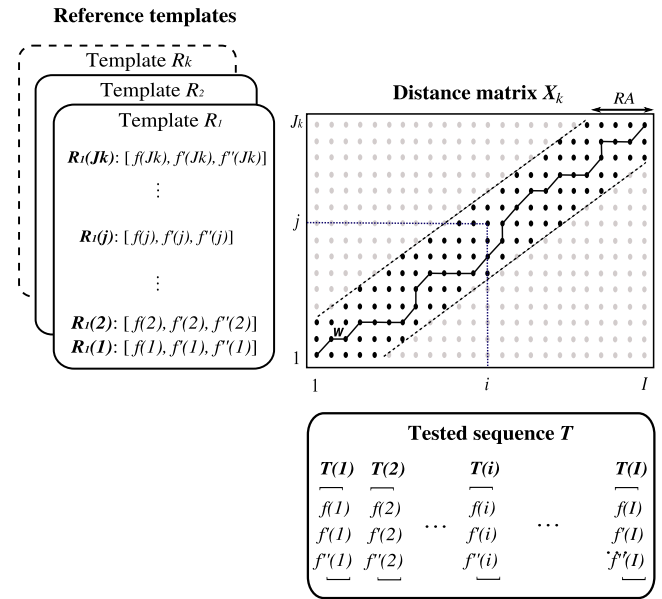 Reference templates
Template Rk
Template R2
Template R1
R1(Jk): [ f(Jk), f'(Jk), f''(Jk)]
⋮
R1(j): [ f(j), f'(j), f''(j)]
⋮
R1(2): [ f(2), f'(2), f''(2)]
R1(1): [ f(1), f'(1), f''(1)]
Distance matrix Xk
RA
Jk
j
w
1
1 i I
Tested sequence T
T(1) T(2) T(i) T(I)
f(1) f(2) f(i) f(I)
f'(1) f'(2) … f'(i) … f'(I)
f''(1) f''(2) f''(i) … f''(I)